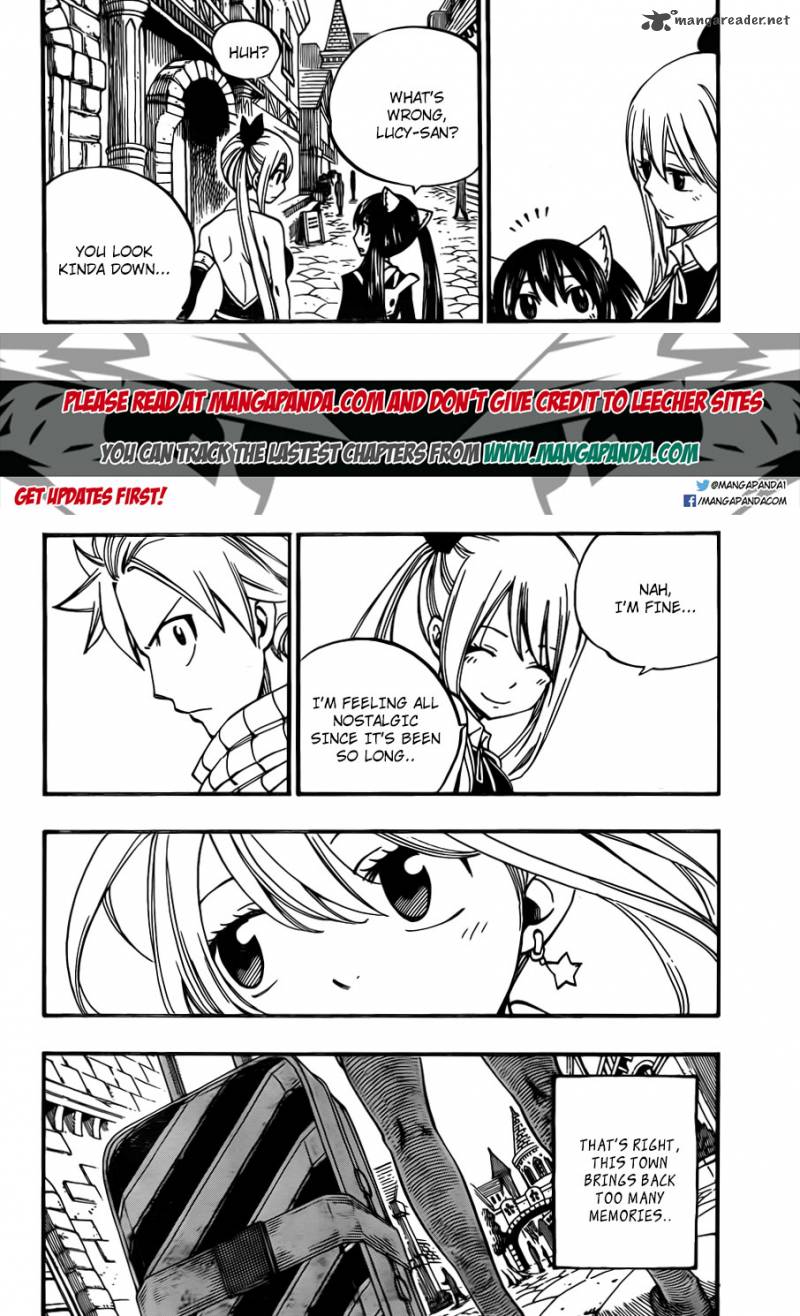 mangareader.net
WHAT'S
WRONG,
LUCY-SAN?
HUH?
YOU LOOK
KINDA DOWN...
PLEASE READ AT MANGAPANDA.COM AND DON'T GIVE CREDIT TO LEECHER SITES
YOU CAN TRACK THE LASTEST CHAPTERS FROM WWW.MANGAPANDA.COM
GET UPDATES FIRST!
@MANGAPANDA1
/MANGAPANDACOM
NAH,
I'M FINE...
I'M FEELING ALL
NOSTALGIC
SINCE IT'S BEEN
SO LONG..
THAT'S RIGHT,
THIS TOWN
BRINGS BACK
TOO MANY
MEMORIES..